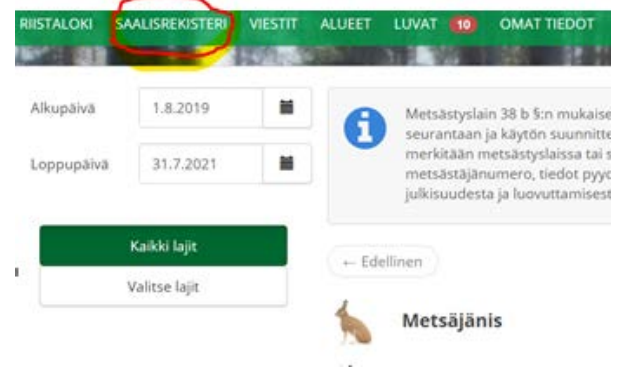 RIISTALOKI SAALISREKISTERI VIESTIT ALUEET LUVAT 10 OMAT TIEDOT
Alkupäivä 1.8.2019
Loppupäivä 31.7.2021
Kaikki lajit
Valitse lajit
Metsästyslain 38 b §:n mukaise
seurantaan ja käytön suunnitte
merkitään metsästyslaissa tai s
metsästäjänumero, tiedot pyyd
julkisuudesta ja luovuttamisest
← Edellinen
Metsäjänis